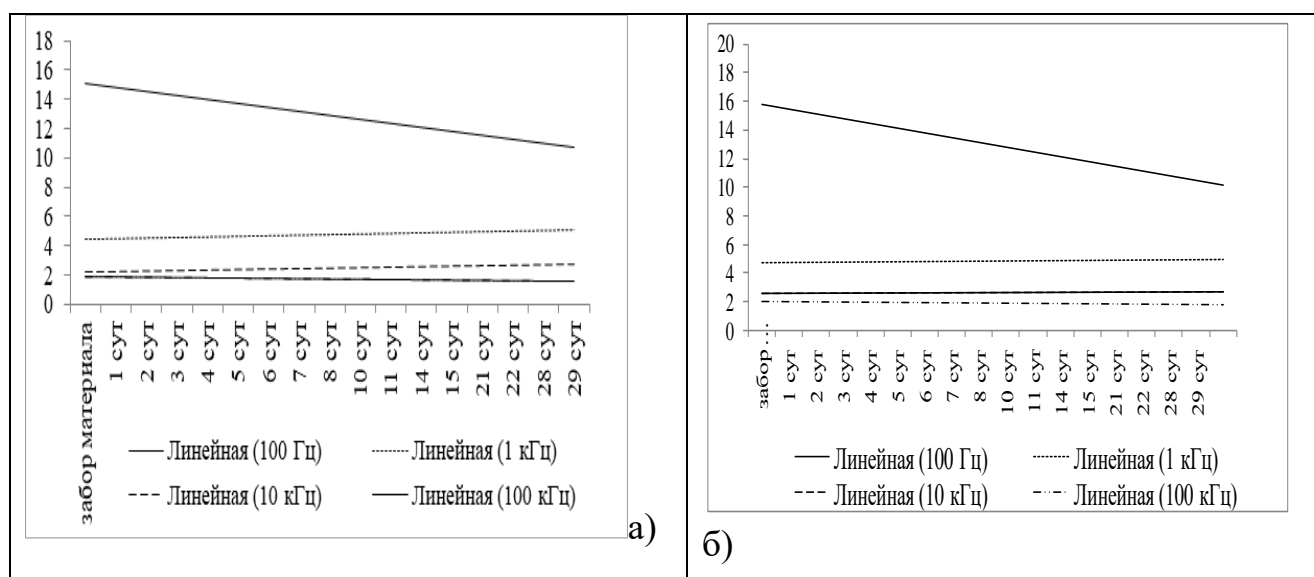 18
16
14
12
10
8
6
4
2
0
забор материала
1 сут
2 сут
3 сут
4 сут
5 сут
6 сут
7 сут
8 сут
10 сут
11 сут
14 сут
15 сут
21 сут
22 сут
28 сут
29 сут
Линейная (100 Гц)
Линейная (1 кГц)
Линейная (10 кГц)
Линейная (100 кГц)
а)
20
18
16
14
12
10
8
6
4
2
0
забор …
1 сут
2 сут
3 сут
4 сут
5 сут
6 сут
7 сут
8 сут
10 сут
11 сут
14 сут
15 сут
21 сут
22 сут
28 сут
29 сут
Линейная (100 Гц)
Линейная (1 кГц)
Линейная (10 кГц)
Линейная (100 кГц)
б)